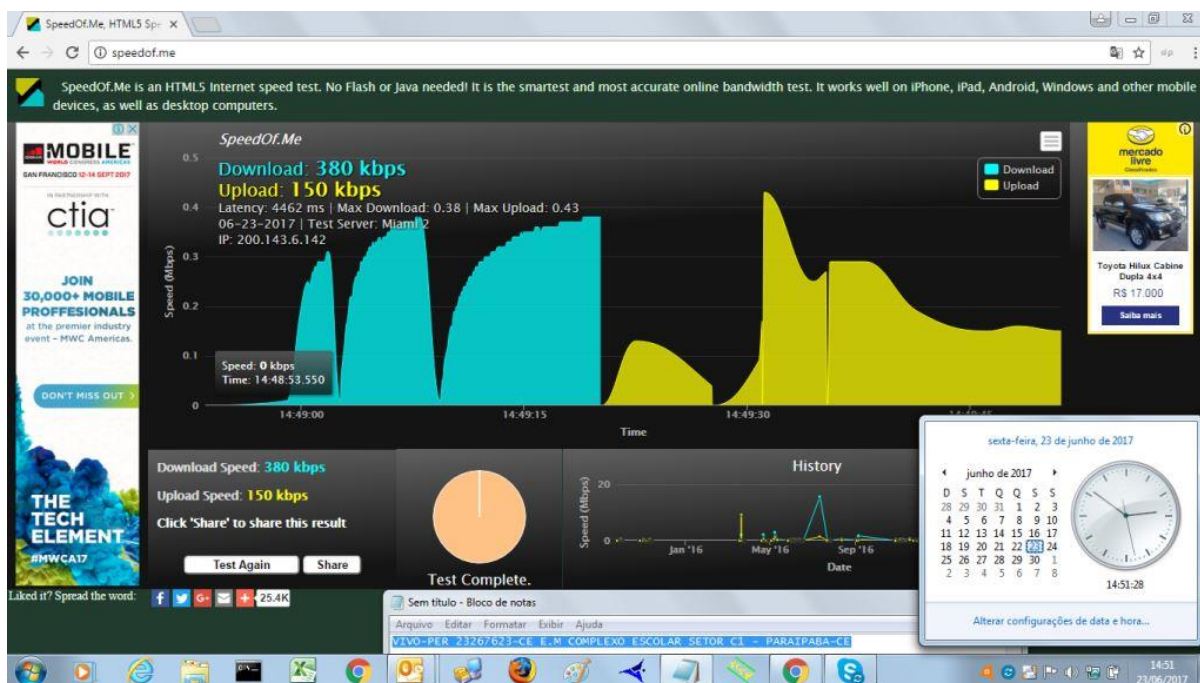 SpeedOf.Me, HTML5 Spe
speedof.me
SpeedOf.Me is an HTML5 Internet speed test. No Flash or Java needed! It is the smartest and most accurate online bandwidth test. It works well on iPhone, iPad, Android, Windows and other mobile
devices, as well as desktop computers.
MOBILE
WORLD CONGRESS AMERICAS
SAN FRANCISCO 12-14 SEPT 2017
IN PARTNERSHIP WITH
ctia
JOIN
30,000+ MOBILE
PROFFESIONALS
at the premier industry
event – MWC Americas.
DON'T MISS OUT >
THE
TECH
ELEMENT
#MWCA17
SpeedOf.Me
Download: 380 kbps
Upload: 150 kbps
Latency: 4462 ms | Max Download: 0.38 | Max Upload: 0.43
06-23-2017 | Test Server: Miami 2
IP: 200.143.6.142
Download
Upload
Speed (Mbps)
0.5
0.4
0.3
0.2
0.1
0
Speed: 0 kbps
Time: 14:48:53.550
14:49:00 14:49:15 14:49:30 14:49:45
Time
mercado
livre
Classificados
Toyota Hilux Cabine
Dupla 4x4
R$ 17.000
Saiba mais
Download Speed: 380 kbps
Upload Speed: 150 kbps
Click 'Share' to share this result
Test Again Share
Test Complete.
History
Speed (Mbps)
20
0
Jan '16 May '16 Sep '16
Date
Liked it? Spread the word:
25.4K
Sem título - Bloco de notas
Arquivo Editar Formatar Exibir Ajuda
VIVO-PER 23267623-CE E.M COMPLEXO ESCOLAR SETOR C1 - PARAIPABA-CE
sexta-feira, 23 de junho de 2017
junho de 2017
D S T Q Q S S
28 29 30 31 1 2 3
4 5 6 7 8 9 10
11 12 13 14 15 16 17
18 19 20 21 22 23 24
25 26 27 28 29 30 1
2 3 4 5 6 7 8
14:51:28
Alterar configurações de data e hora...
14:51
23/06/2017